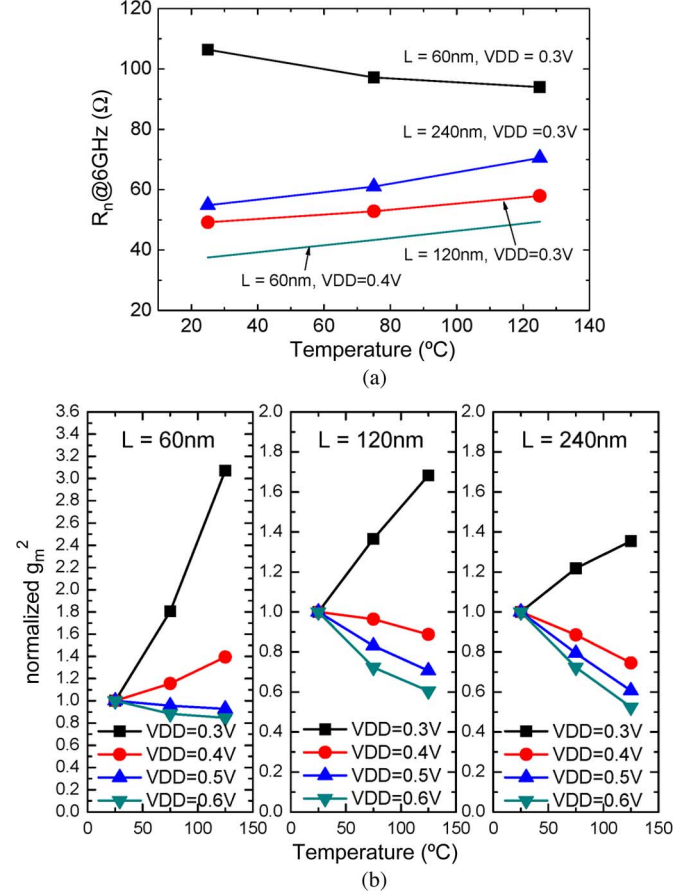 120
100
80
60
40
20
R_n@6GHz (Ω)
L = 60nm, VDD = 0.3V
L = 240nm, VDD =0.3V
L = 120nm, VDD=0.3V
L = 60nm, VDD=0.4V
20 40 60 80 100 120 140
Temperature (ºC)
(a)
normalized g_m^2
3.6
3.4
3.2
3.0
2.8
2.6
2.4
2.2
2.0
1.8
1.6
1.4
1.2
1.0
0.8
0.6
0.4
0.2
0.0
L = 60nm
VDD=0.3V
VDD=0.4V
VDD=0.5V
VDD=0.6V
0 50 100 150
2.0
1.8
1.6
1.4
1.2
1.0
0.8
0.6
0.4
0.2
0.0
L = 120nm
VDD=0.3V
VDD=0.4V
VDD=0.5V
VDD=0.6V
0 50 100 150
2.0
1.8
1.6
1.4
1.2
1.0
0.8
0.6
0.4
0.2
0.0
L = 240nm
VDD=0.3V
VDD=0.4V
VDD=0.5V
VDD=0.6V
0 50 100 150
Temperature (ºC)
(b)